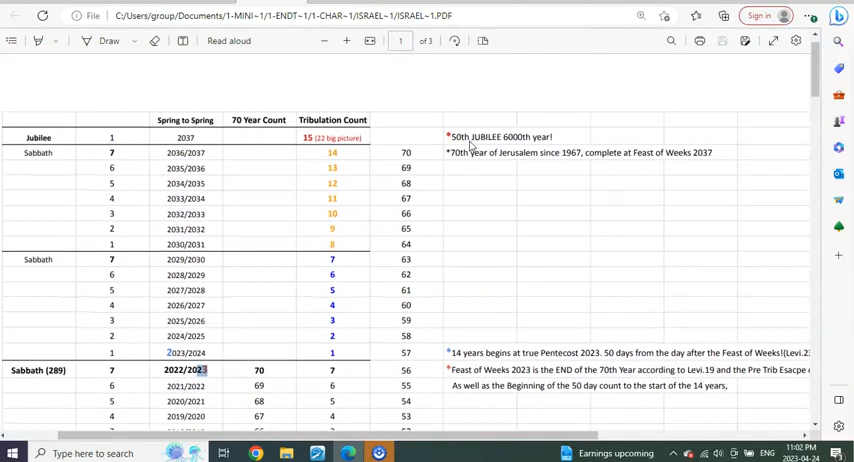 File C:/Users/group/Documents/1-MINI~1/1-ENDT~1/1-CHAR~1/ISRAEL~1/ISRAEL~1.PDF Sign in
Draw Read aloud 1 of 3
Spring to Spring 70 Year Count Tribulation Count
Jubilee 1 2037 15 (22 big picture) *50th JUBILEE 6000th year!
Sabbath 7 2036/2037 14 70 *70th year of Jerusalem since 1967, complete at Feast of Weeks 2037
6 2035/2036 13 69
5 2034/2035 12 68
4 2033/2034 11 67
3 2032/2033 10 66
2 2031/2032 9 65
1 2030/2031 8 64
Sabbath 7 2029/2030 7 63
6 2028/2029 6 62
5 2027/2028 5 61
4 2026/2027 4 60
3 2025/2026 3 59
2 2024/2025 2 58
1 2023/2024 1 57 *14 years begins at true Pentecost 2023. 50 days from the day after the Feast of Weeks!(Levi.23
Sabbath (289) 7 2022/2023 70 7 56 *Feast of Weeks 2023 is the END of the 70th Year according to Levi.19 and the Pre Trib Esacpe
6 2021/2022 69 6 55 As well as the Beginning of the 50 day count to the start of the 14 years,
5 2020/2021 68 5 54
4 2019/2020 67 4 53
Type here to search Earnings upcoming ENG 11:02 PM
2023-04-24